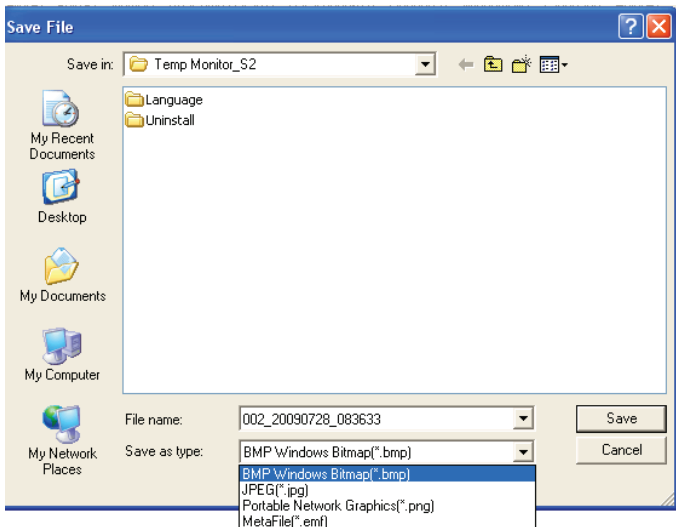 Save File
Save in: Temp Monitor_S2
Language
Uninstall
My Recent
Documents
Desktop
My Documents
My Computer
My Network
Places
File name: 002_20090728_083633 Save
Save as type: BMP Windows Bitmap(*.bmp) Cancel
BMP Windows Bitmap(*.bmp)
JPEG(*.jpg)
Portable Network Graphics(*.png)
MetaFile(*.emf)